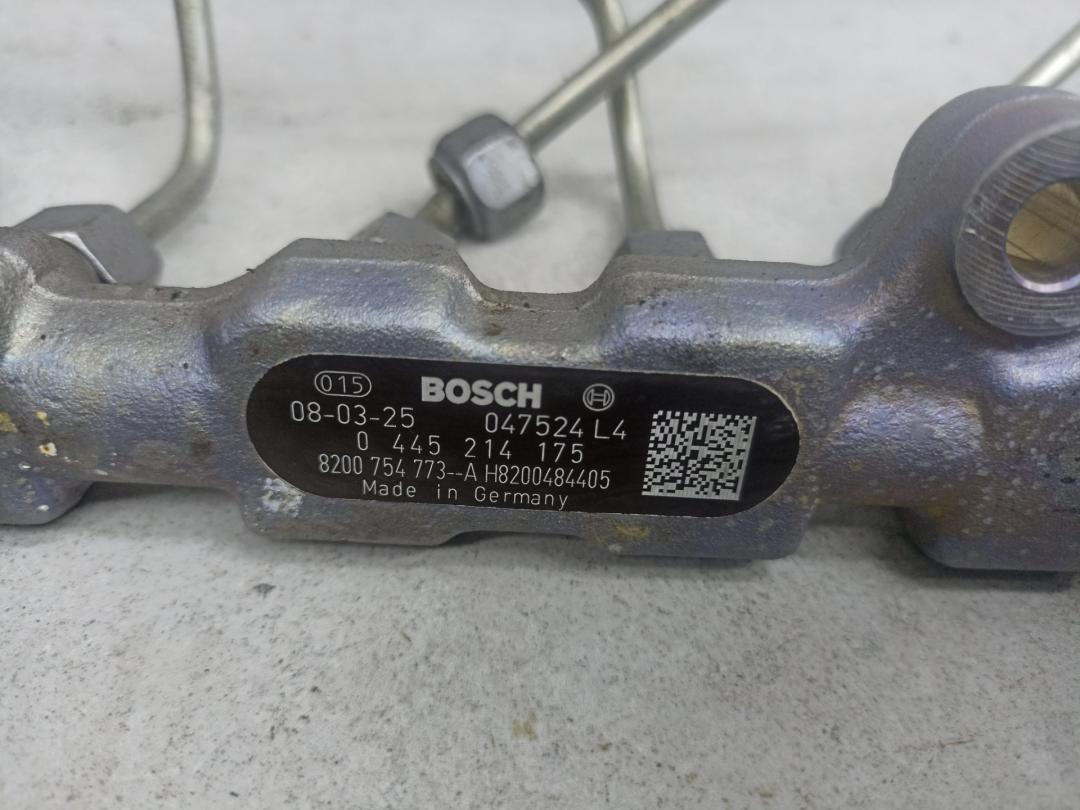 015 BOSCH
08-03-25 047524 L4
0 445 214 175
8200 754 773--A H8200484405
Made in Germany